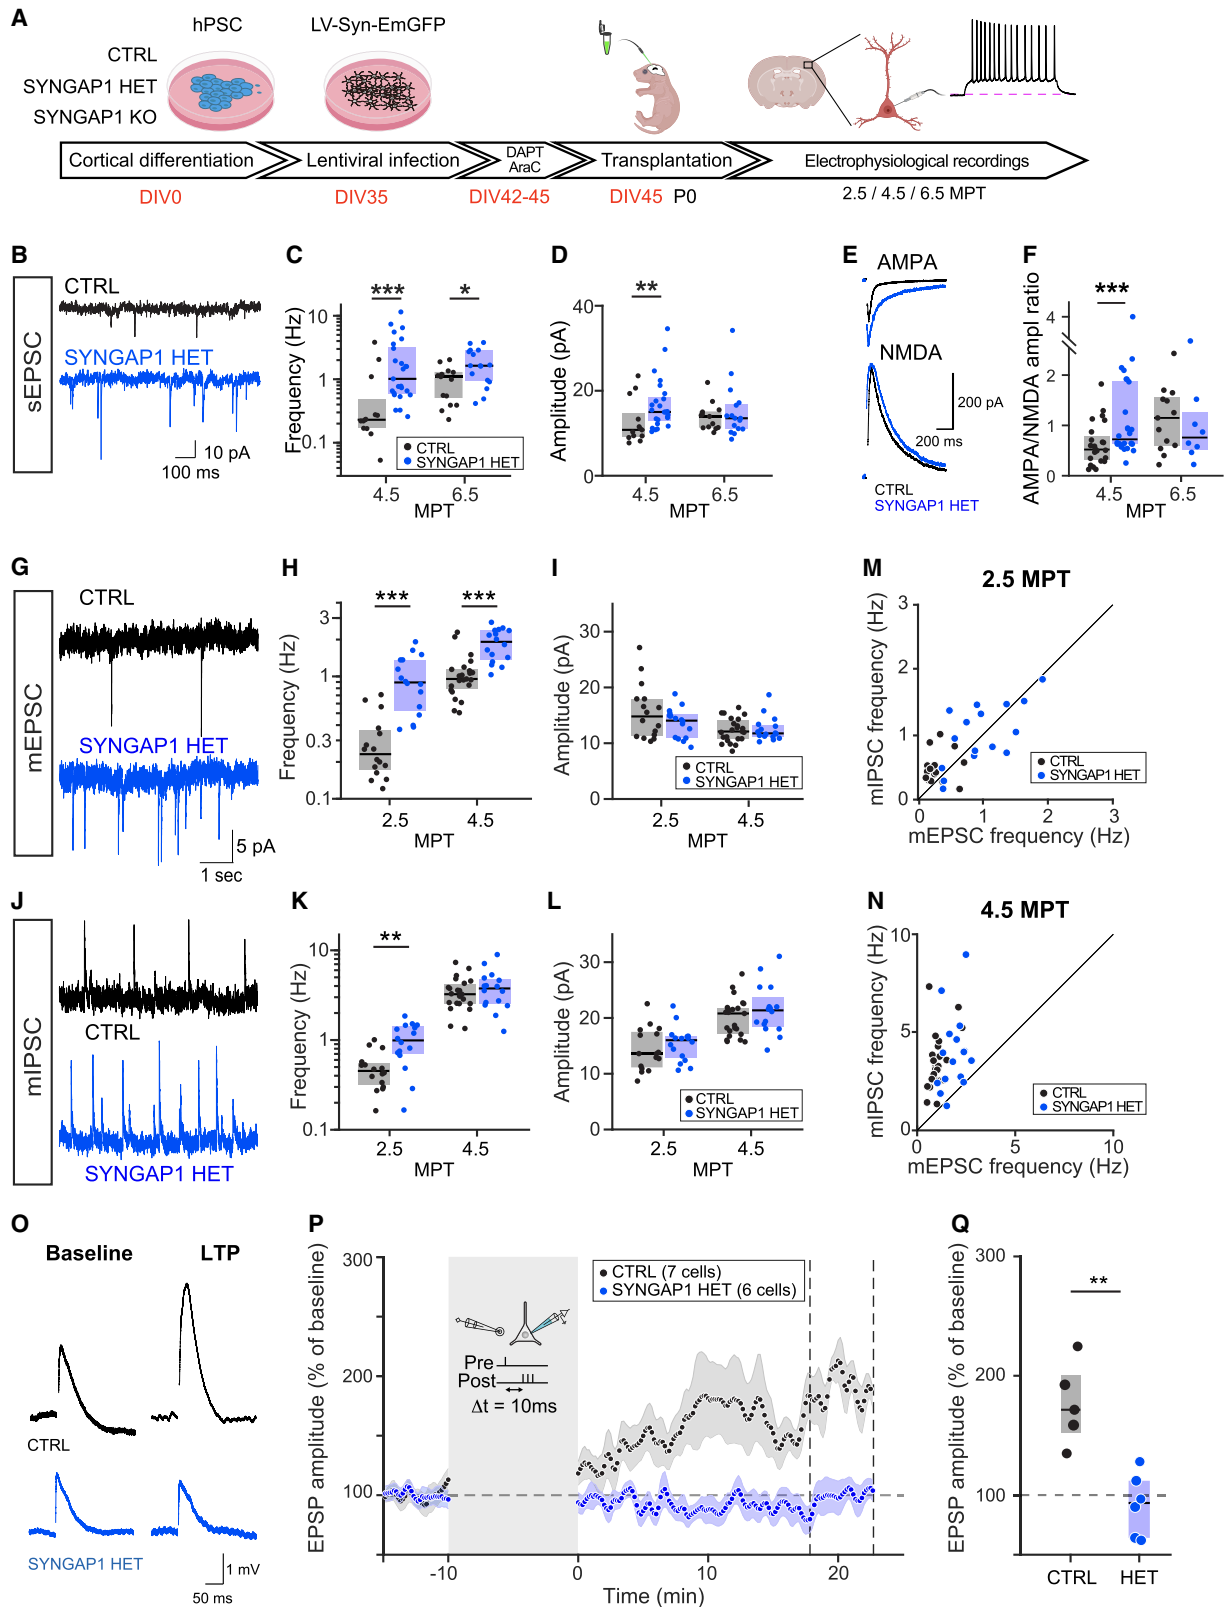 A
hPSC
LV-Syn-EmGFP
CTRL
SYNGAP1 HET
SYNGAP1 KO
Cortical differentiation
Lentiviral infection
DAPT
AraC
Transplantation
Electrophysiological recordings
DIV0
DIV35
DIV42-45
DIV45 P0
2.5 / 4.5 / 6.5 MPT
B
sEPSC
CTRL
SYNGAP1 HET
10 pA
100 ms
C
Frequency (Hz)
10
1
0.1
***
*
CTRL
SYNGAP1 HET
4.5
6.5
MPT
D
Amplitude (pA)
40
20
0
**
4.5
6.5
MPT
E
AMPA
NMDA
200 pA
200 ms
CTRL
SYNGAP1 HET
F
AMPA/NMDA ampl ratio
4
2
1
0
***
4.5
6.5
MPT
G
mEPSC
CTRL
SYNGAP1 HET
5 pA
1 sec
H
Frequency (Hz)
3
1
0.3
0.1
***
***
2.5
4.5
MPT
I
Amplitude (pA)
30
20
10
0
CTRL
SYNGAP1 HET
2.5
4.5
MPT
M
2.5 MPT
mIPSC frequency (Hz)
3
2
1
0
CTRL
SYNGAP1 HET
0
1
2
3
mEPSC frequency (Hz)
J
mIPSC
CTRL
SYNGAP1 HET
K
Frequency (Hz)
10
1
0.1
**
2.5
4.5
MPT
L
Amplitude (pA)
30
20
10
0
CTRL
SYNGAP1 HET
2.5
4.5
MPT
N
4.5 MPT
mIPSC frequency (Hz)
10
5
0
CTRL
SYNGAP1 HET
0
5
10
mEPSC frequency (Hz)
O
Baseline
LTP
CTRL
SYNGAP1 HET
1 mV
50 ms
P
EPSP amplitude (% of baseline)
300
200
100
CTRL (7 cells)
SYNGAP1 HET (6 cells)
Pre
Post
Δt = 10ms
-10
0
10
20
Time (min)
Q
EPSP amplitude (% of baseline)
300
200
100
**
CTRL
HET